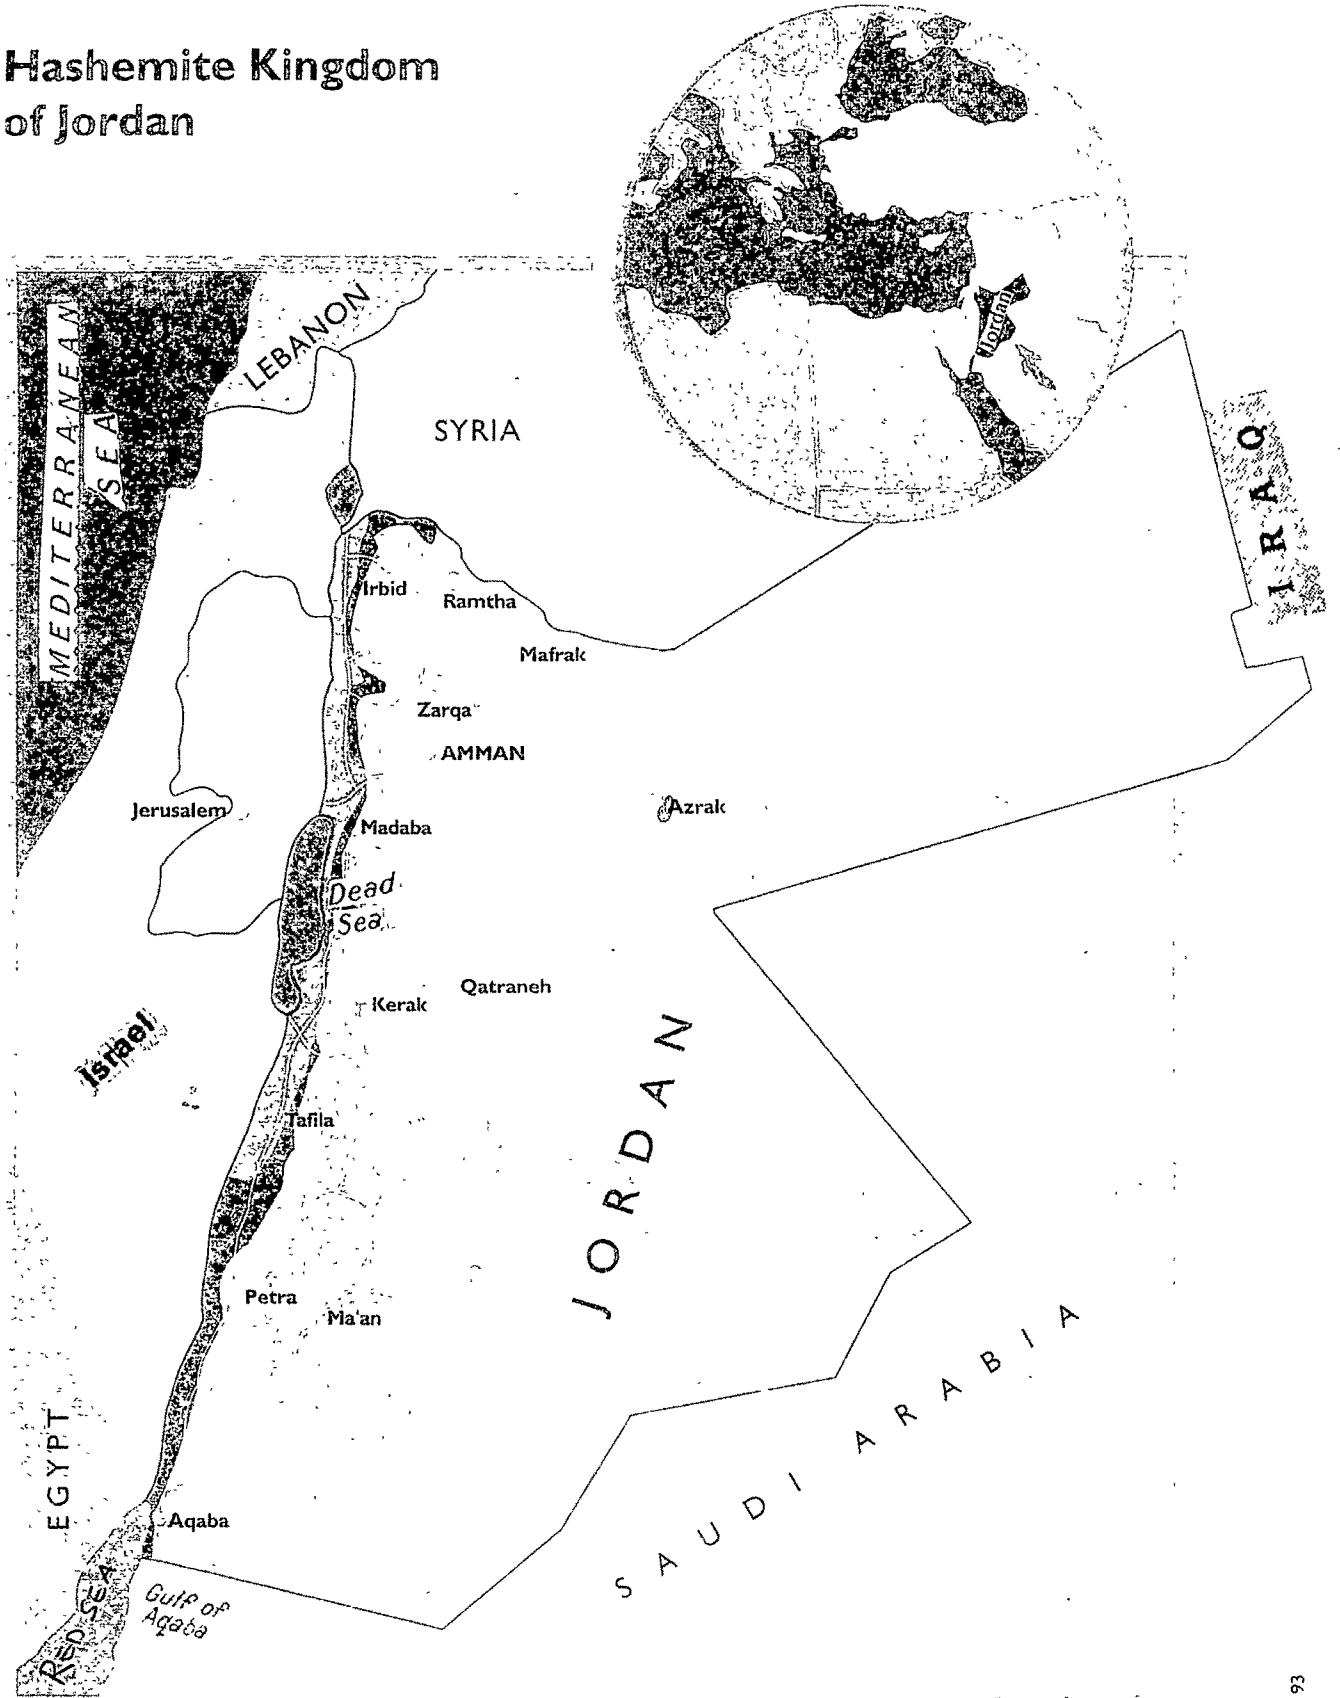 Hashemite Kingdom
of Jordan
Jordan
MEDITERRANEAN
SEA
LEBANON
SYRIA
IRAQ
Irbid
Ramtha
Mafrak
Zarqa
AMMAN
Jerusalem
Azrak
Madaba
Dead
Sea
Qatraneh
Kerak
Israel
JORDAN
Tafila
Petra
Ma'an
SAUDI ARABIA
EGYPT
Aqaba
Gulf of
Aqaba
RED SEA
93